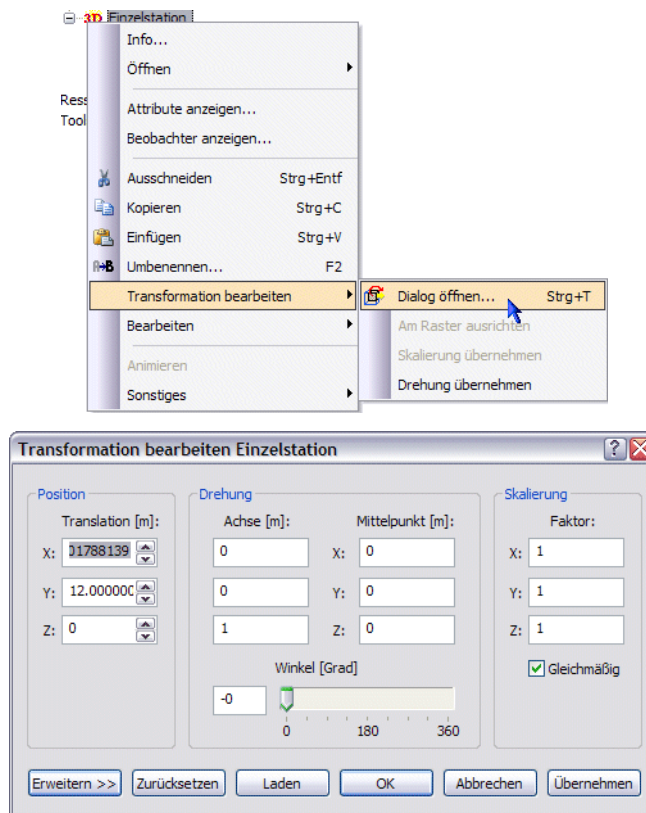 3D Einzelstation
Info...
Öffnen
Attribute anzeigen...
Beobachter anzeigen...
Ausschneiden Strg+Entf
Kopieren Strg+C
Einfügen Strg+V
A B Umbenennen... F2
Transformation bearbeiten
Dialog öffnen... Strg+T
Bearbeiten
Am Raster ausrichten
Skalierung übernehmen
Animieren
Drehung übernehmen
Sonstiges
Transformation bearbeiten Einzelstation
Position Drehung Skalierung
Translation [m]: Achse [m]: Mittelpunkt [m]: Faktor:
X: 01788139 0 X: 0 X: 1
Y: 12.000000 0 Y: 0 Y: 1
Z: 0 1 Z: 0 Z: 1
Winkel [Grad] Gleichmäßig
-0
0 180 360
Erweitern >> Zurücksetzen Laden OK Abbrechen Übernehmen